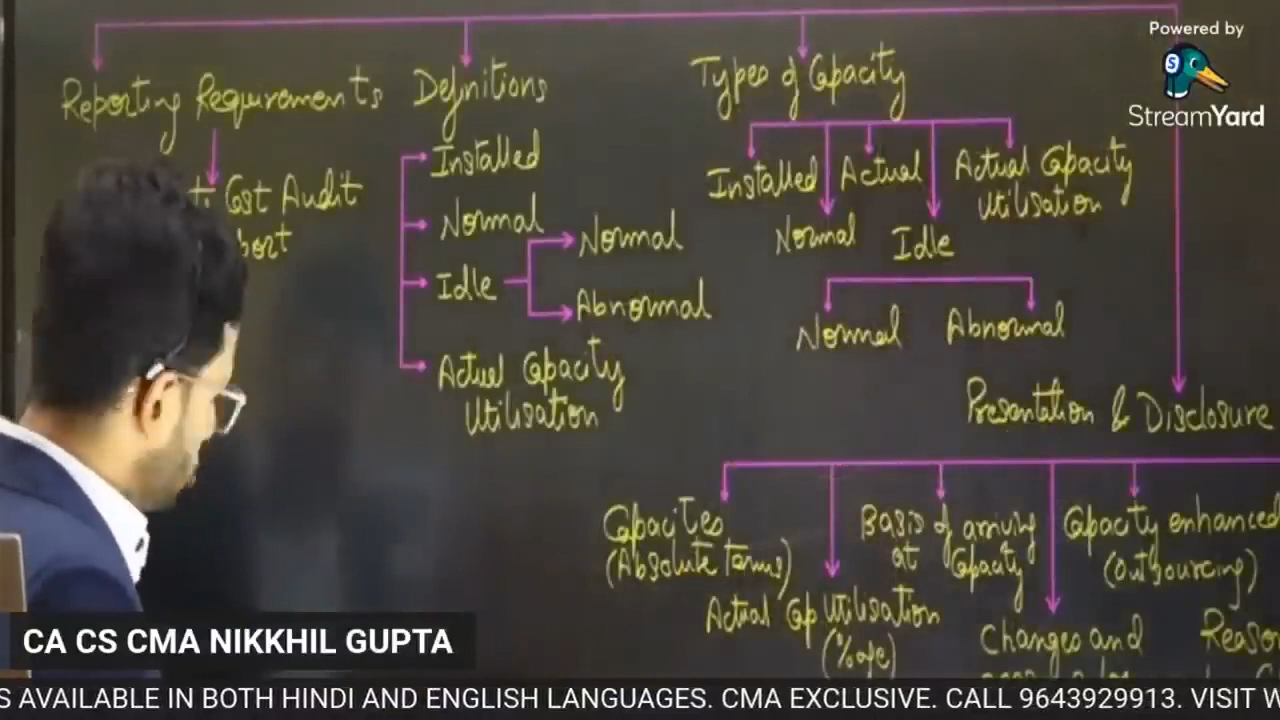 Powered by
StreamYard
Reporting Requirements
Cost Audit
Definitions
Installed
Normal
Idle
Normal
Abnormal
Actual Capacity
Utilisation
Types of Capacity
Installed
Normal
Actual
Idle
Actual Capacity
Utilisation
Normal
Abnormal
Presentation & Disclosure
Capacites
(Absolute Terms)
Actual Cap Utilisation
(%age)
Basis of arriving
at Capacity
Changes and
Capacity enhanced
(Outsourcing)
CA CS CMA NIKKHIL GUPTA
AVAILABLE IN BOTH HINDI AND ENGLISH LANGUAGES. CMA EXCLUSIVE. CALL 9643929913. VISIT